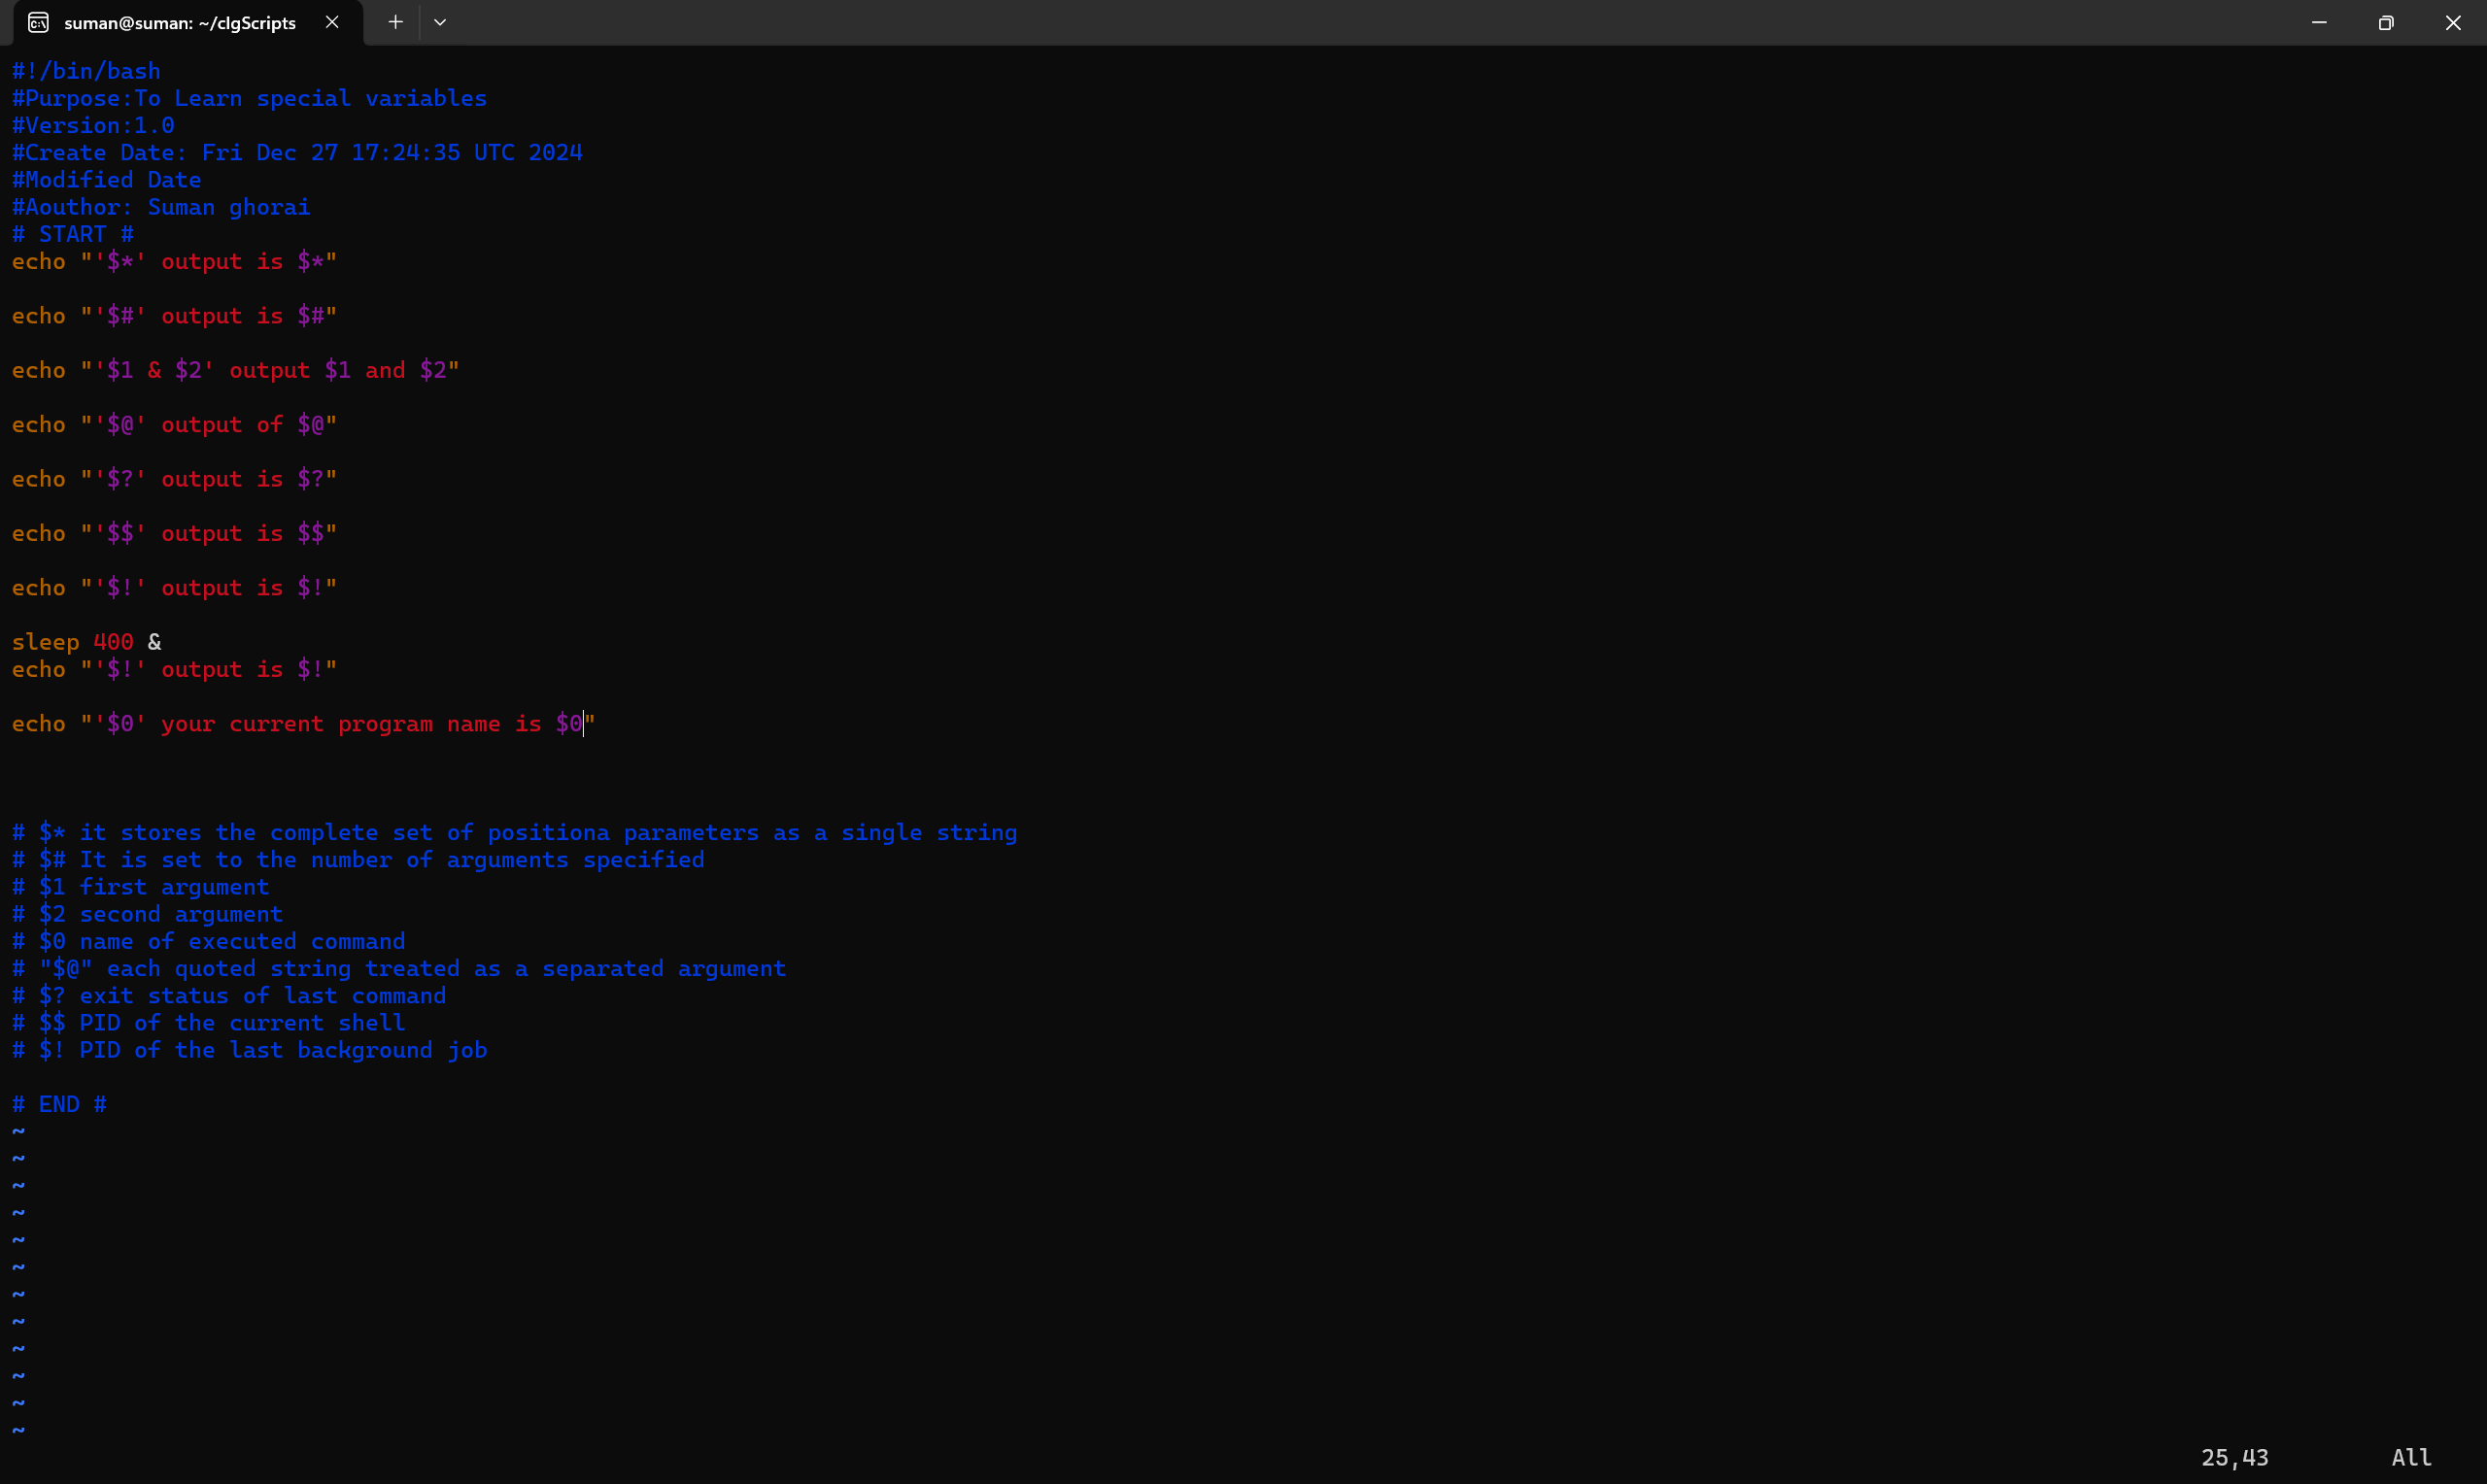 suman@suman: ~/clgScripts
#!/bin/bash
#Purpose:To Learn special variables
#Version:1.0
#Create Date: Fri Dec 27 17:24:35 UTC 2024
#Modified Date
#Aouthor: Suman ghorai
# START #
echo "'$*' output is $*"
echo "'$#' output is $#"
echo "'$1 & $2' output $1 and $2"
echo "'$@' output of $@"
echo "'$?' output is $?"
echo "'$$' output is $$"
echo "'$!' output is $!"
sleep 400 &
echo "'$!' output is $!"
echo "'$0' your current program name is $0"
# $* it stores the complete set of positiona parameters as a single string
# $# It is set to the number of arguments specified
# $1 first argument
# $2 second argument
# $0 name of executed command
# "$@" each quoted string treated as a separated argument
# $? exit status of last command
# $$ PID of the current shell
# $! PID of the last background job
# END #
~
~
~
~
~
~
~
~
~
~
~
~
25,43 All